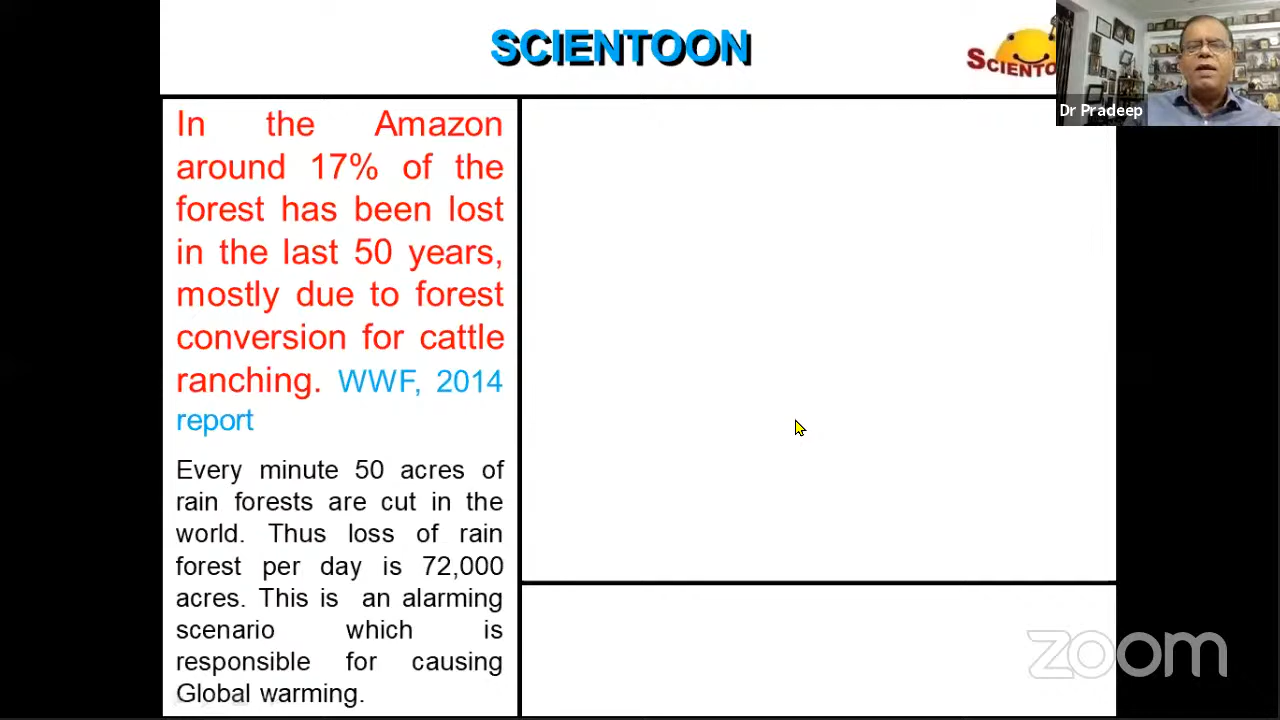 SCIENTOON
SCIENTO
Dr Pradeep
In the Amazon
around 17% of the
forest has been lost
in the last 50 years,
mostly due to forest
conversion for cattle
ranching. WWF, 2014
report
Every minute 50 acres of
rain forests are cut in the
world. Thus loss of rain
forest per day is 72,000
acres. This is an alarming
scenario which is
responsible for causing
Global warming.
zoom